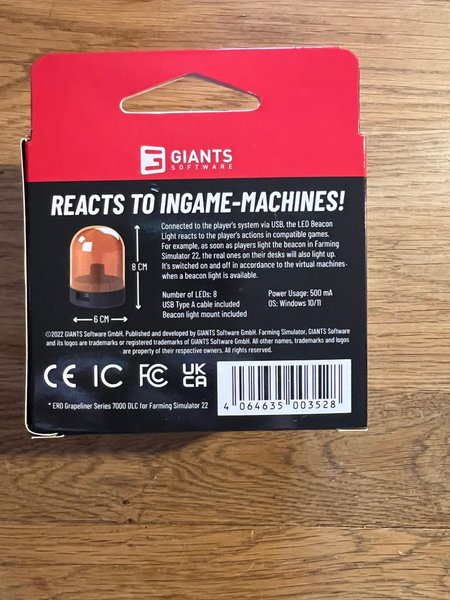 GIANTS
SOFTWARE
REACTS TO INGAME-MACHINES!
Connected to the player's system via USB, the LED Beacon
Light reacts to the player's actions in compatible games.
For example, as soon as players light the beacon in Farming
Simulator 22, the real ones on their desks will also light up.
It's switched on and off in accordance to the virtual machines
when a beacon light is available.
8 CM
6 CM
Number of LEDs: 8
USB Type A cable included
Beacon light mount included
Power Usage: 500 mA
OS: Windows 10/11
©2022 GIANTS Software GmbH. Published and developed by GIANTS Software GmbH. Farming Simulator, GIANTS Software
and its logos are trademarks or registered trademarks of GIANTS Software GmbH. All other names, trademarks and logos
are property of their respective owners. All rights reserved.
CE IC FC UK
CA
4 064635 003528
* ERO Grapeliner Series 7000 DLC for Farming Simulator 22